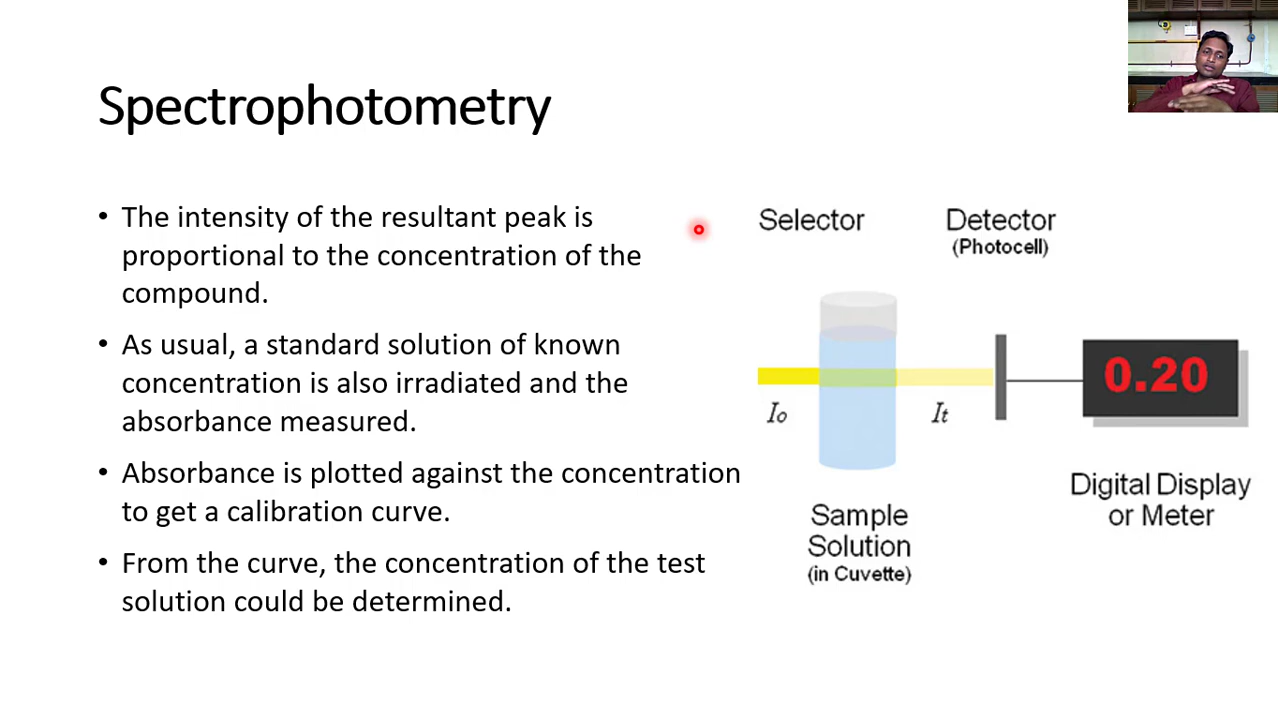 Spectrophotometry
• The intensity of the resultant peak is
proportional to the concentration of the
compound.
• As usual, a standard solution of known
concentration is also irradiated and the
absorbance measured.
• Absorbance is plotted against the concentration
to get a calibration curve.
• From the curve, the concentration of the test
solution could be determined.
Selector
Detector
(Photocell)
0.20
Io
It
Digital Display
or Meter
Sample
Solution
(in Cuvette)